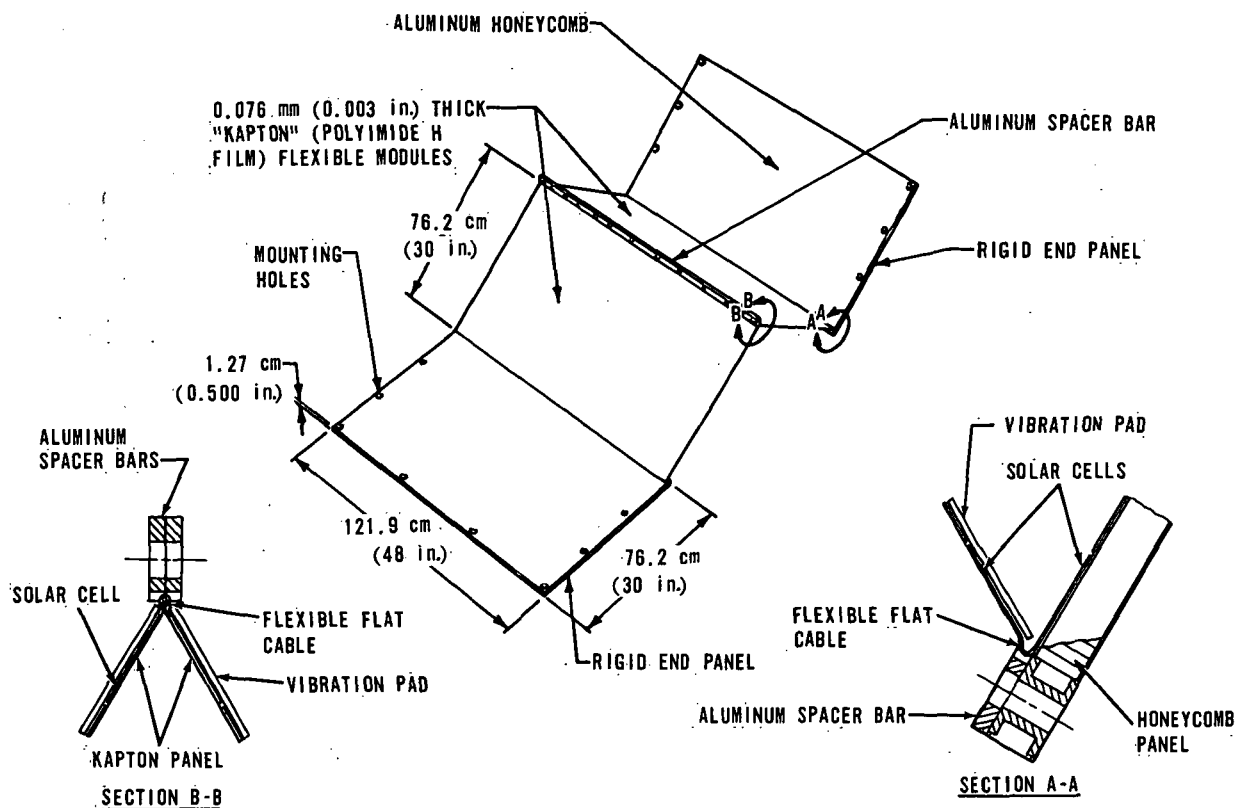 ALUMINUM HONEYCOMB
0.076 mm (0.003 in.) THICK
"KAPTON" (POLYIMIDE H
FILM) FLEXIBLE MODULES
ALUMINUM SPACER BAR
76.2 cm
(30 in.)
MOUNTING
HOLES
RIGID END PANEL
B
B
A
A
1.27 cm
(0.500 in.)
ALUMINUM
SPACER BARS
VIBRATION PAD
SOLAR CELLS
121.9 cm
(48 in.)
76.2 cm
(30 in.)
SOLAR CELL
FLEXIBLE FLAT
CABLE
FLEXIBLE FLAT
CABLE
RIGID END PANEL
VIBRATION PAD
ALUMINUM SPACER BAR
HONEYCOMB
PANEL
KAPTON PANEL
SECTION B-B
SECTION A-A